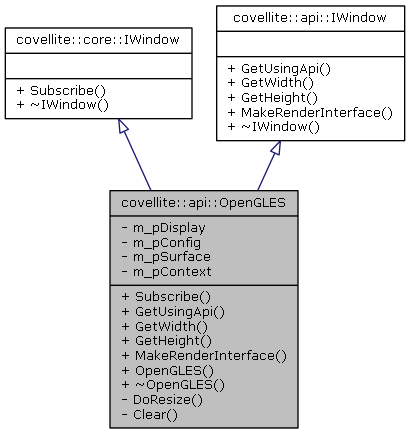 covellite::core::IWindow
+ Subscribe()
+ ~IWindow()
covellite::api::IWindow
+ GetUsingApi()
+ GetWidth()
+ GetHeight()
+ MakeRenderInterface()
+ ~IWindow()
covellite::api::OpenGLES
- m_pDisplay
- m_pConfig
- m_pSurface
- m_pContext
+ Subscribe()
+ GetUsingApi()
+ GetWidth()
+ GetHeight()
+ MakeRenderInterface()
+ OpenGLES()
+ ~OpenGLES()
- DoResize()
- Clear()